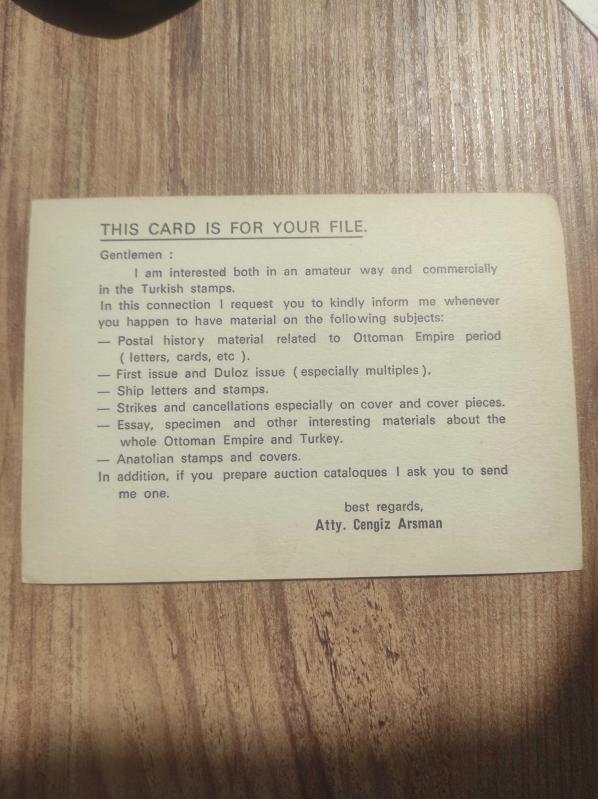 THIS CARD IS FOR YOUR FILE.
Gentlemen :
I am interested both in an amateur way and commercially
in the Turkish stamps.
In this connection I request you to kindly inform me whenever
you happen to have material on the following subjects:
— Postal history material related to Ottoman Empire period
( letters, cards, etc ).
— First issue and Duloz issue ( especially multiples ),
— Ship letters and stamps.
— Strikes and cancellations especially on cover and cover pieces.
— Essay, specimen and other interesting materials about the
whole Ottoman Empire and Turkey.
— Anatolian stamps and covers.
In addition, if you prepare auction cataloques I ask you to send
me one.
best regards,
Atty. Cengiz Arsman